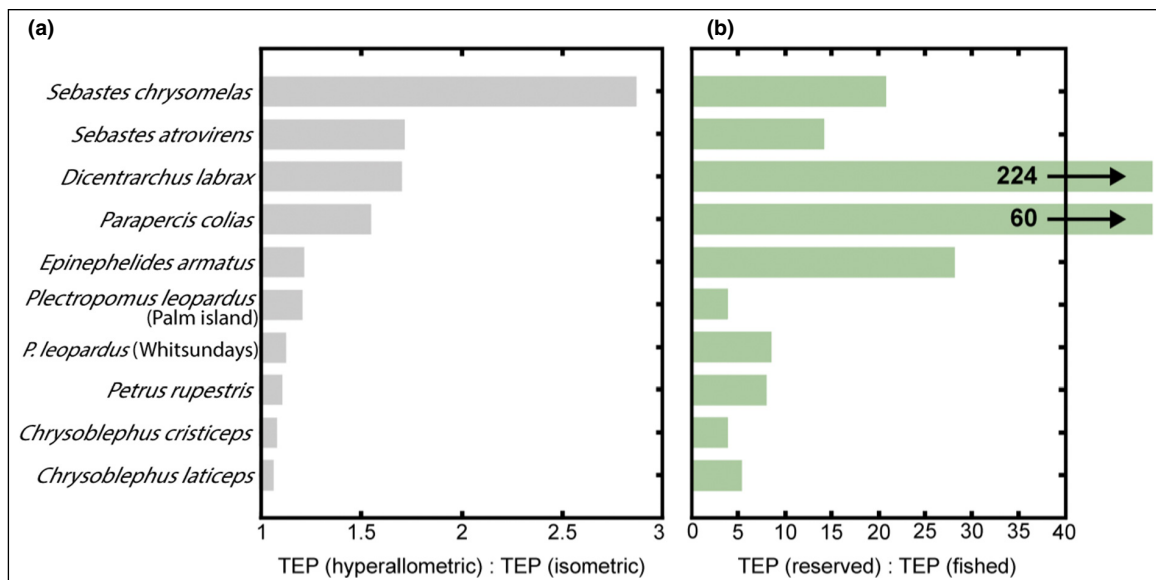 (a)
(b)
Sebastes chrysomelas
Sebastes atrovirens
Dicentrarchus labrax
224
Parapercis colias
60
Epinephelides armatus
Plectropomus leopardus
(Palm island)
P. leopardus (Whitsundays)
Petrus rupestris
Chrysoblephus cristiceps
Chrysoblephus laticeps
1 1.5 2 2.5 3
0 5 10 15 20 25 30 35 40
TEP (hyperallometric) : TEP (isometric)
TEP (reserved) : TEP (fished)